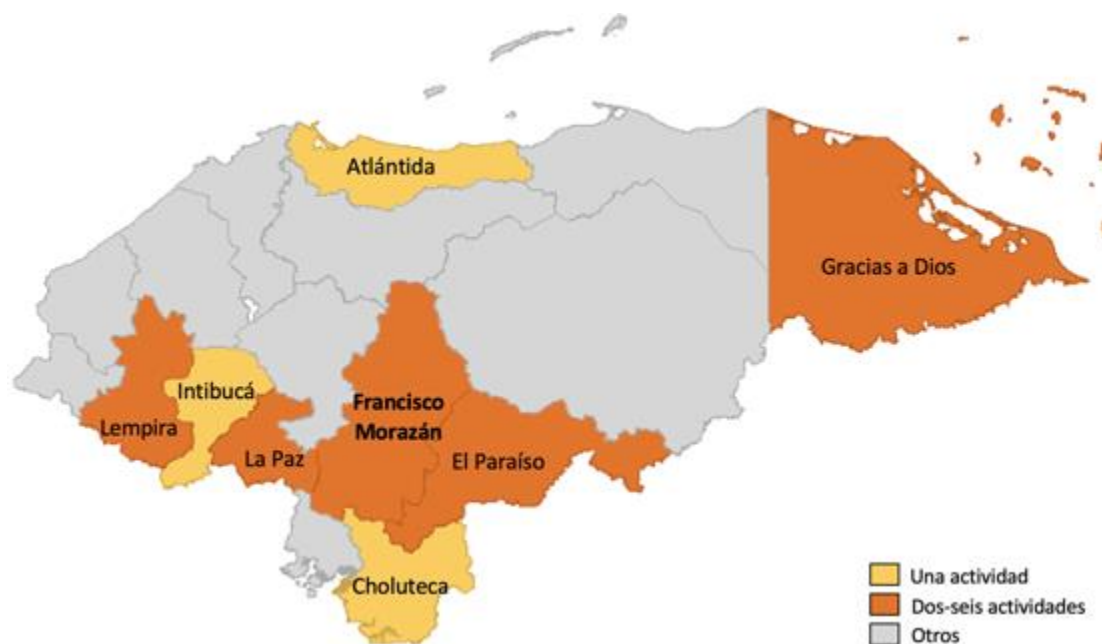 Atlántida
Gracias a Dios
Intibucá
Lempira
Francisco
Morazán
La Paz
El Paraíso
Choluteca
Una actividad
Dos-seis actividades
Otros